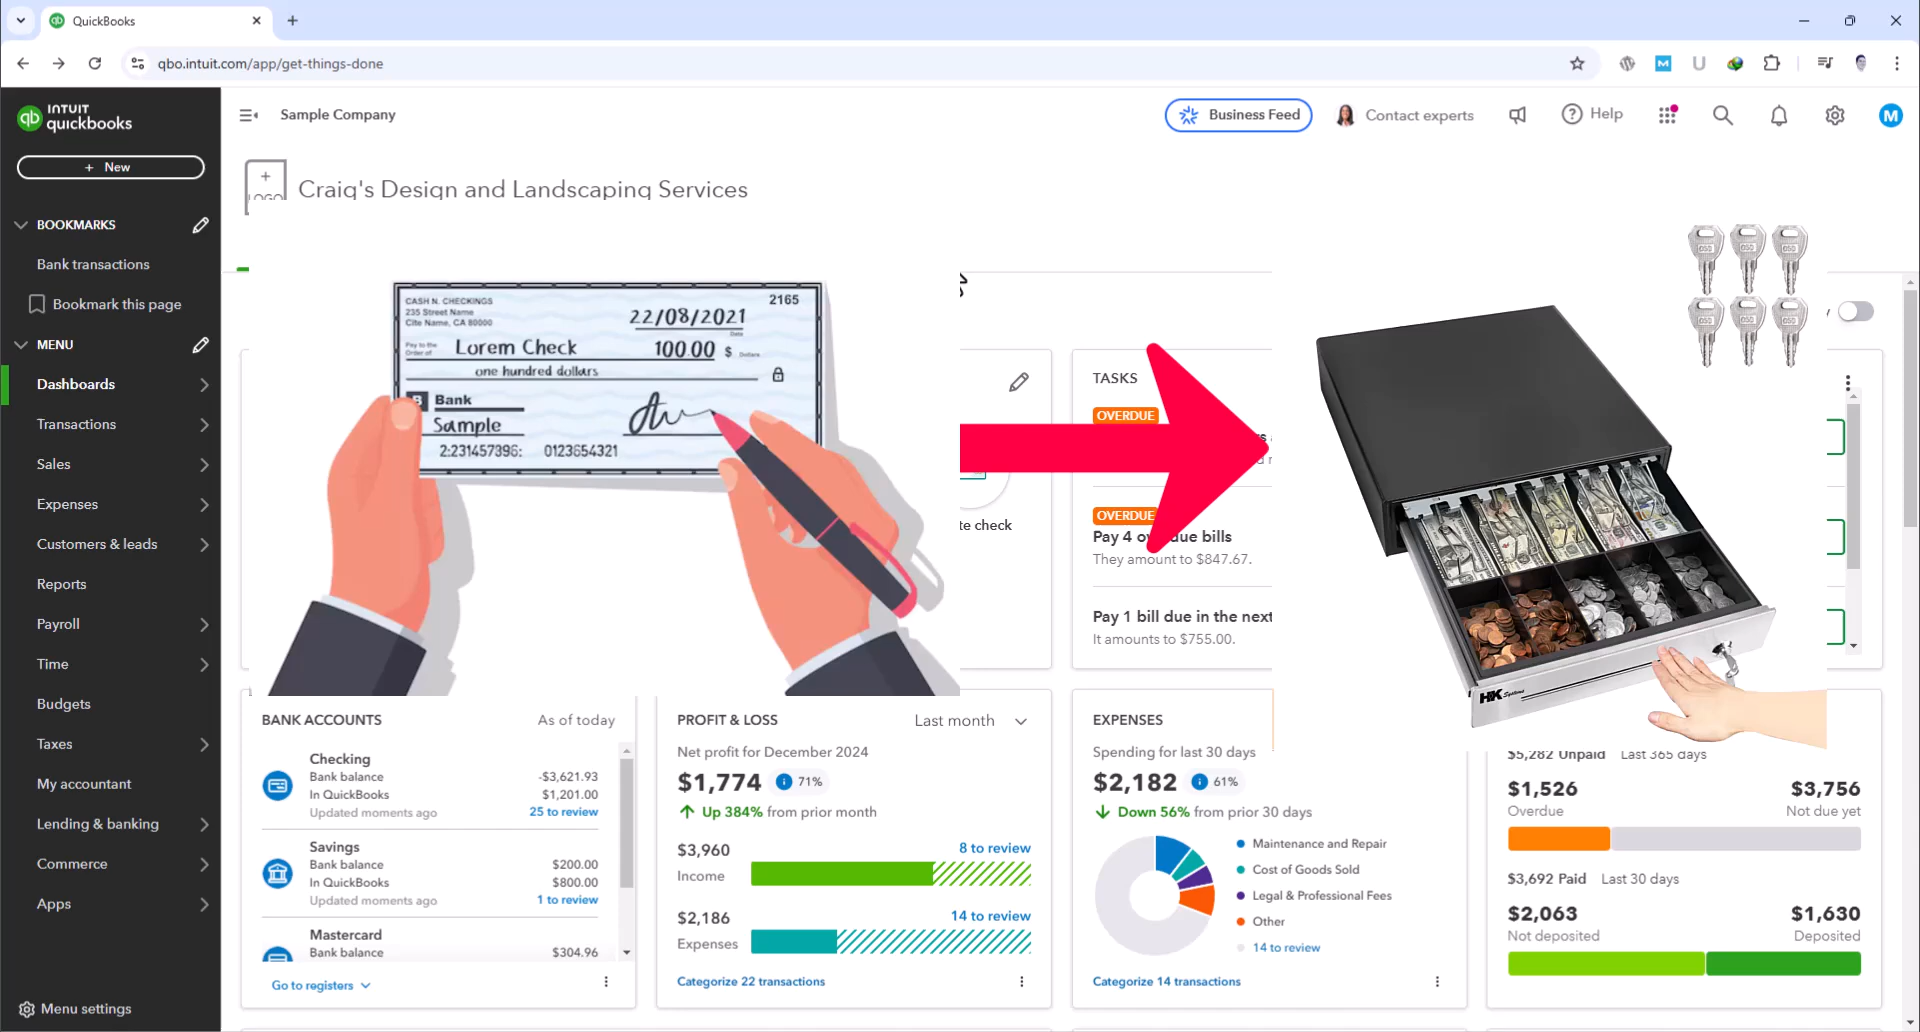 QuickBooks
qbo.intuit.com/app/get-things-done
INTUIT
quickbooks
Sample Company
Business Feed
Contact experts
Help
M
+ New
+
LOGO
Craig's Design and Landscaping Services
BOOKMARKS
Bank transactions
Bookmark this page
MENU
Dashboards
Transactions
Sales
Expenses
Customers & leads
Reports
Payroll
Time
Budgets
Taxes
My accountant
Lending & banking
Commerce
Apps
Menu settings
CASH N. CHECKINGS
235 Street Name
Cite Name, CA 80000
2165
22/08/2021
Date
Pay to the
Order of
Lorem Check
100.00 $
Dollars
one hundred dollars
B Bank
Sample
2:231457896: 0123654321
te check
TASKS
OVERDUE
OVERDUE
Pay 4 overdue bills
They amount to $847.67.
Pay 1 bill due in the next
It amounts to $755.00.
HK Systems
BANK ACCOUNTS
As of today
Checking
Bank balance -$3,621.93
In QuickBooks $1,201.00
Updated moments ago 25 to review
Savings
Bank balance $200.00
In QuickBooks $800.00
Updated moments ago 1 to review
Mastercard
Bank balance $304.96
Go to registers
PROFIT & LOSS
Last month
Net profit for December 2024
$1,774 71%
Up 384% from prior month
$3,960 8 to review
Income
$2,186 14 to review
Expenses
Categorize 22 transactions
EXPENSES
Spending for last 30 days
$2,182 61%
Down 56% from prior 30 days
Maintenance and Repair
Cost of Goods Sold
Legal & Professional Fees
Other
14 to review
Categorize 14 transactions
$5,282 Unpaid Last 365 days
$1,526 $3,756
Overdue Not due yet
$3,692 Paid Last 30 days
$2,063 $1,630
Not deposited Deposited